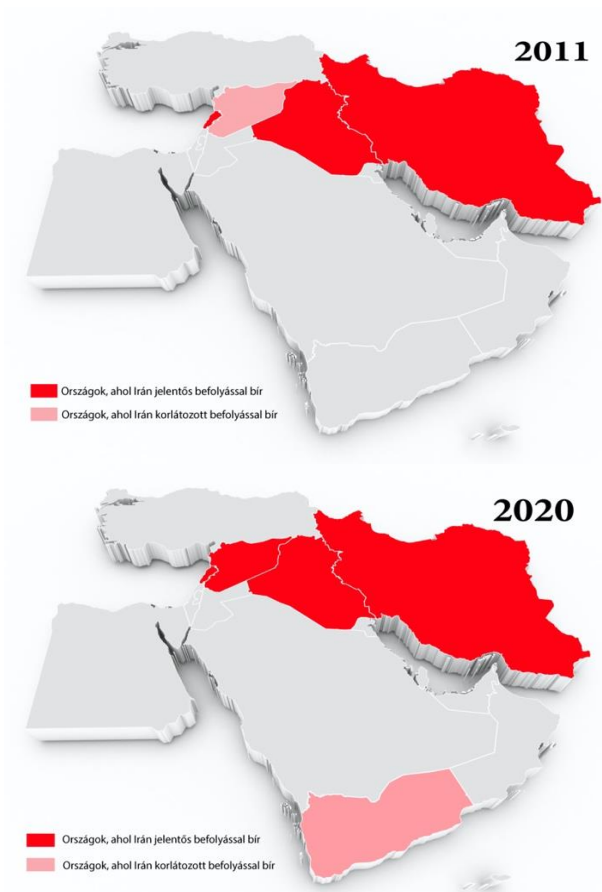 2011
Országok, ahol Irán jelentős befolyással bír
Országok, ahol Irán korlátozott befolyással bír
2020
Országok, ahol Irán jelentős befolyással bír
Országok, ahol Irán korlátozott befolyással bír